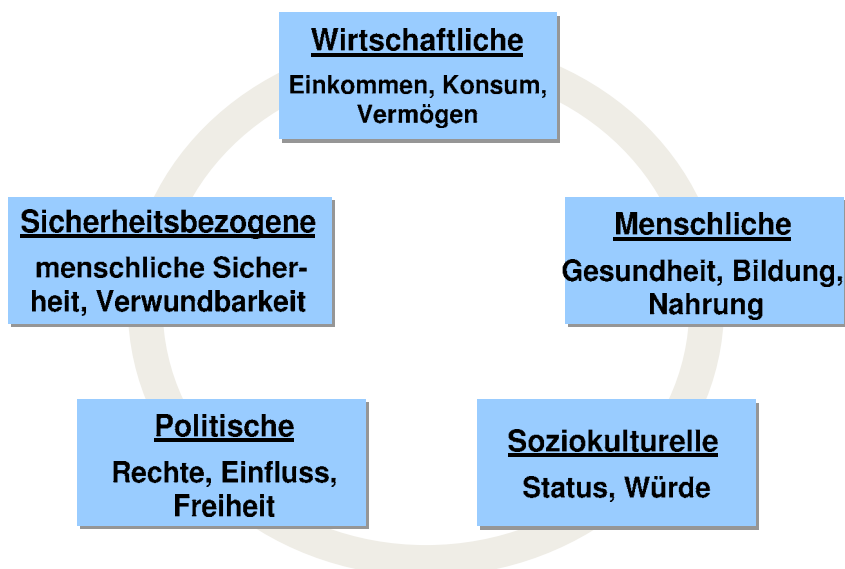 Wirtschaftliche
Einkommen, Konsum,
Vermögen
Sicherheitsbezogene
menschliche Sicher-
heit, Verwundbarkeit
Menschliche
Gesundheit, Bildung,
Nahrung
Politische
Rechte, Einfluss,
Freiheit
Soziokulturelle
Status, Würde